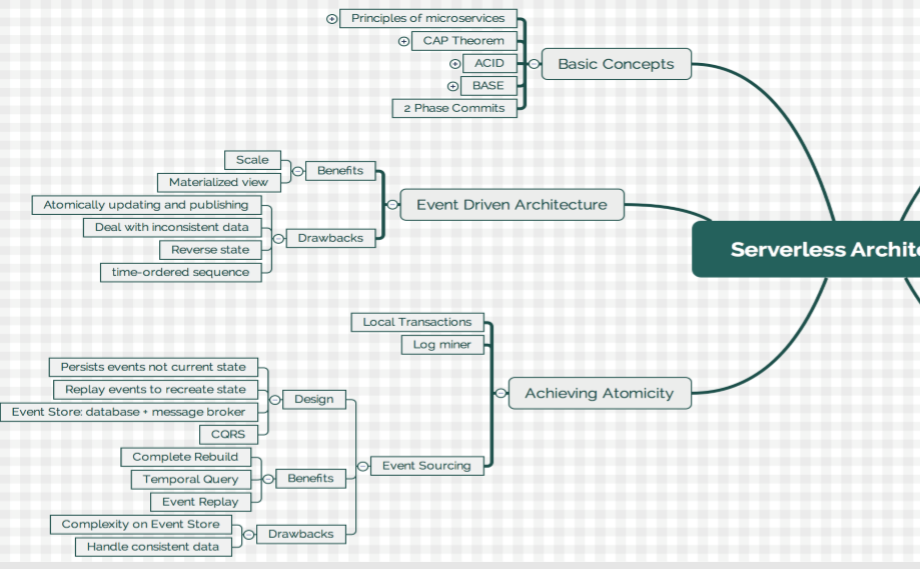 Principles of microservices
CAP Theorem
ACID
BASE
2 Phase Commits
Basic Concepts
Scale
Materialized view
Benefits
Atomically updating and publishing
Deal with inconsistent data
Reverse state
time-ordered sequence
Drawbacks
Event Driven Architecture
Serverless Archite
Local Transactions
Log miner
Persists events not current state
Replay events to recreate state
Event Store: database + message broker
CQRS
Design
Complete Rebuild
Temporal Query
Event Replay
Benefits
Complexity on Event Store
Handle consistent data
Drawbacks
Event Sourcing
Achieving Atomicity